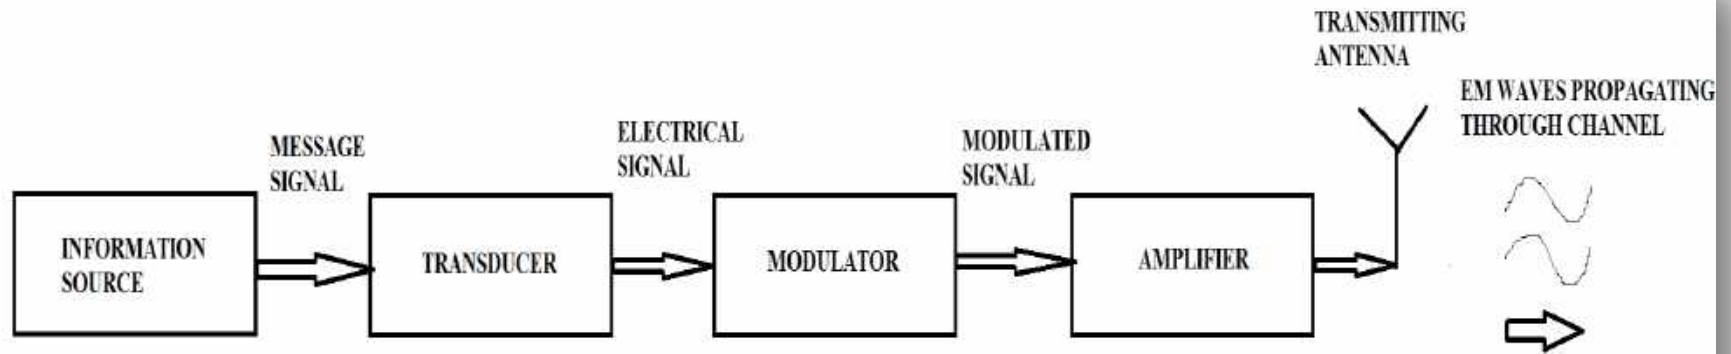 TRANSMITTING
ANTENNA
EM WAVES PROPAGATING
THROUGH CHANNEL
MESSAGE
SIGNAL
ELECTRICAL
SIGNAL
MODULATED
SIGNAL
INFORMATION
SOURCE
TRANSDUCER
MODULATOR
AMPLIFIER